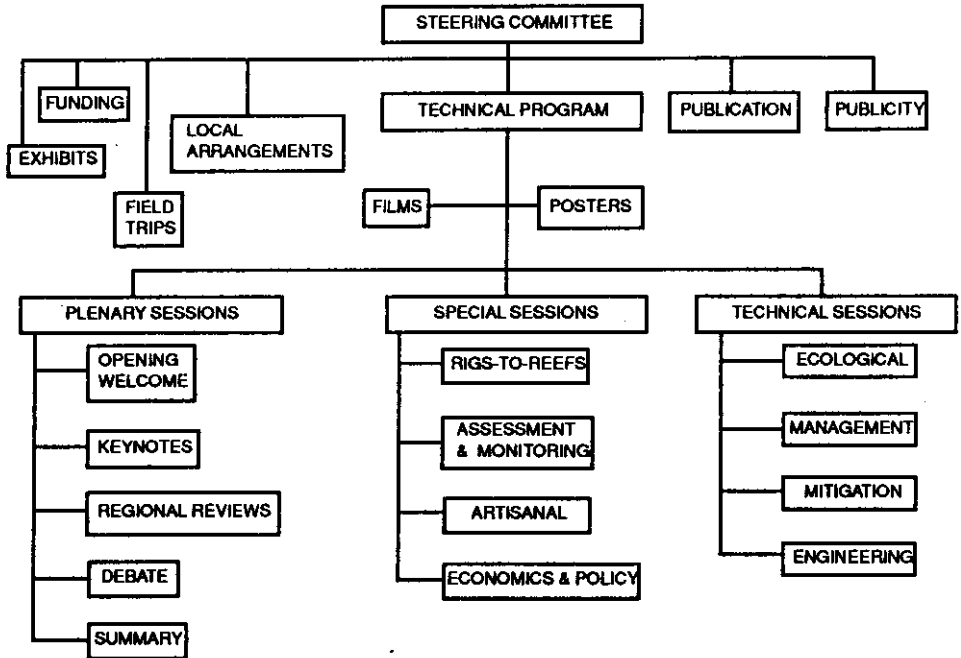 STEERING COMMITTEE
FUNDING
TECHNICAL PROGRAM
PUBLICATION
PUBLICITY
LOCAL
ARRANGEMENTS
EXHIBITS
FIELD
TRIPS
FILMS
POSTERS
PLENARY SESSIONS
SPECIAL SESSIONS
TECHNICAL SESSIONS
OPENING
WELCOME
KEYNOTES
REGIONAL REVIEWS
DEBATE
SUMMARY
RIGS-TO-REEFS
ASSESSMENT
& MONITORING
ARTISANAL
ECONOMICS & POLICY
ECOLOGICAL
MANAGEMENT
MITIGATION
ENGINEERING